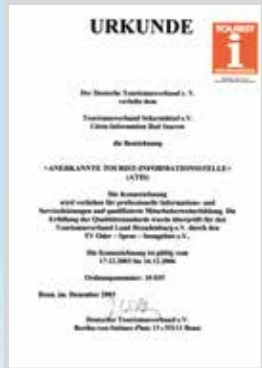 URKUNDE
TOURIST
i
Der Deutsche Tourismusverband e. V.
verleiht dem
Tourismusverband Scharmützelsee e.V.
Gäste-Information Bad Saarow
die Bezeichnung
»ANERKANNTE TOURIST-INFORMATIONSSTELLE«
(ATIS)
Die Kennzeichnung
wird verliehen für professionelle Informations- und
Serviceleistungen und qualifizierte Mitarbeiterweiterbildung. Die
Erfüllung der Qualitätsstandards wurde überprüft für den
Tourismusverband Land Brandenburg e.V. durch den
TV Oder – Spree – Seengebiet e.V.
Die Kennzeichnung ist gültig vom
17.12.2003 bis 16.12.2006
Ordnungsnummer: 10 035
Bonn, im Dezember 2003
Deutscher Tourismusverband e.V.
Bertha-von-Suttner-Platz 13 • 53111 Bonn